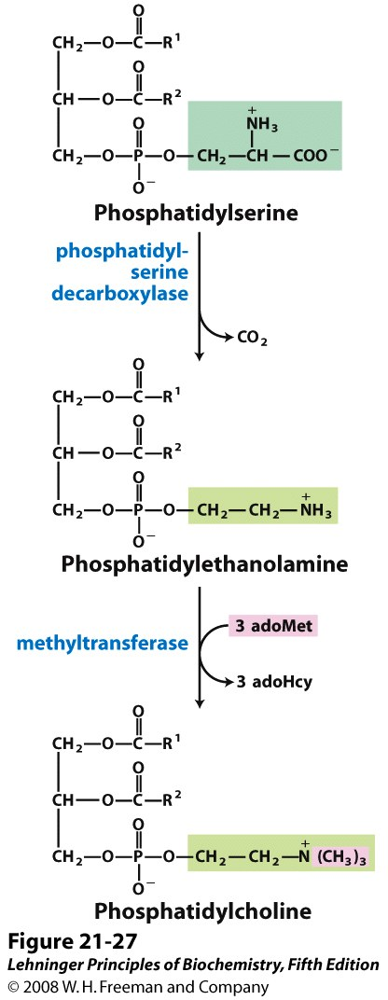 O
CH₂—O—C—R¹
O
CH—O—C—R²
O
+
NH₃
CH₂—O—P—O—CH₂—CH—COO⁻
O⁻
Phosphatidylserine
phosphatidyl-
serine
decarboxylase
CO₂
O
CH₂—O—C—R¹
O
CH—O—C—R²
O
+
CH₂—O—P—O—CH₂—CH₂—NH₃
O⁻
Phosphatidylethanolamine
3 adoMet
methyltransferase
3 adoHcy
O
CH₂—O—C—R¹
O
CH—O—C—R²
O
+
CH₂—O—P—O—CH₂—CH₂—N (CH₃)₃
O⁻
Phosphatidylcholine
Figure 21-27
Lehninger Principles of Biochemistry, Fifth Edition
© 2008 W. H. Freeman and Company